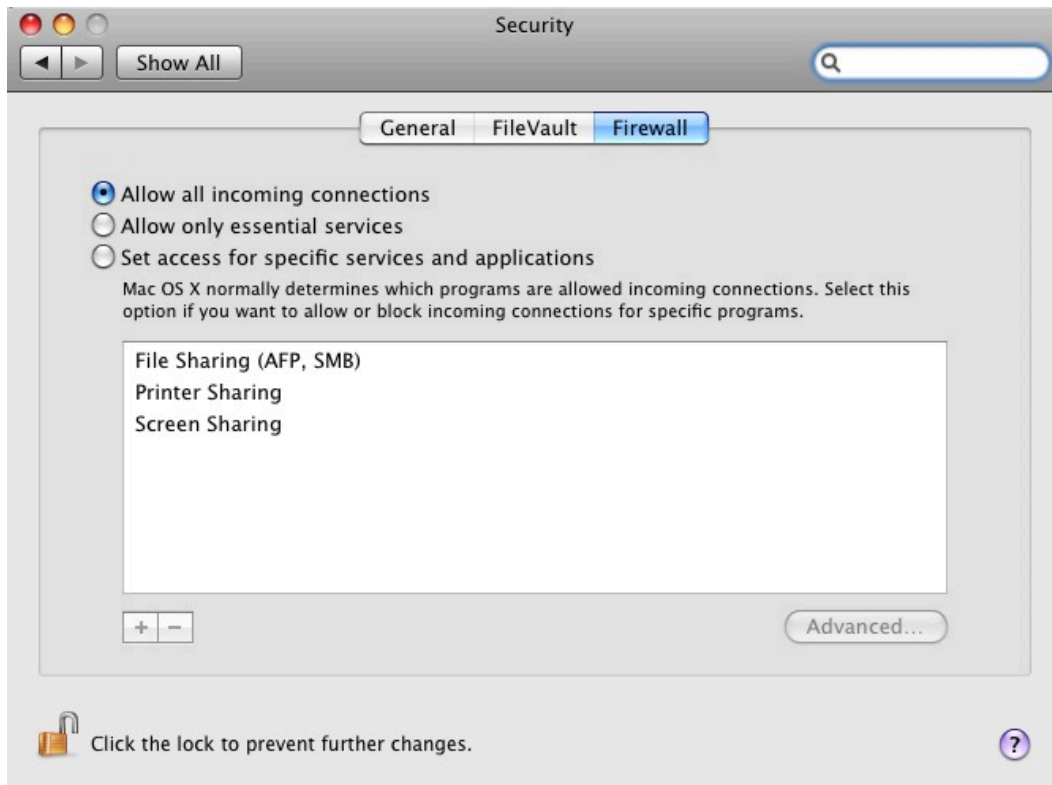 Security
Show All
General FileVault Firewall
Allow all incoming connections
Allow only essential services
Set access for specific services and applications
Mac OS X normally determines which programs are allowed incoming connections. Select this
option if you want to allow or block incoming connections for specific programs.
File Sharing (AFP, SMB)
Printer Sharing
Screen Sharing
+ −
Advanced...
Click the lock to prevent further changes.
?